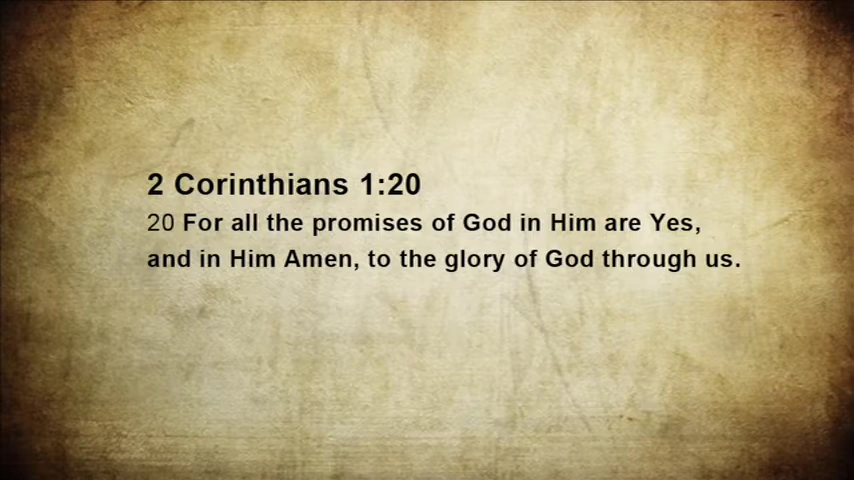 2 Corinthians 1:20
20 For all the promises of God in Him are Yes,
and in Him Amen, to the glory of God through us.